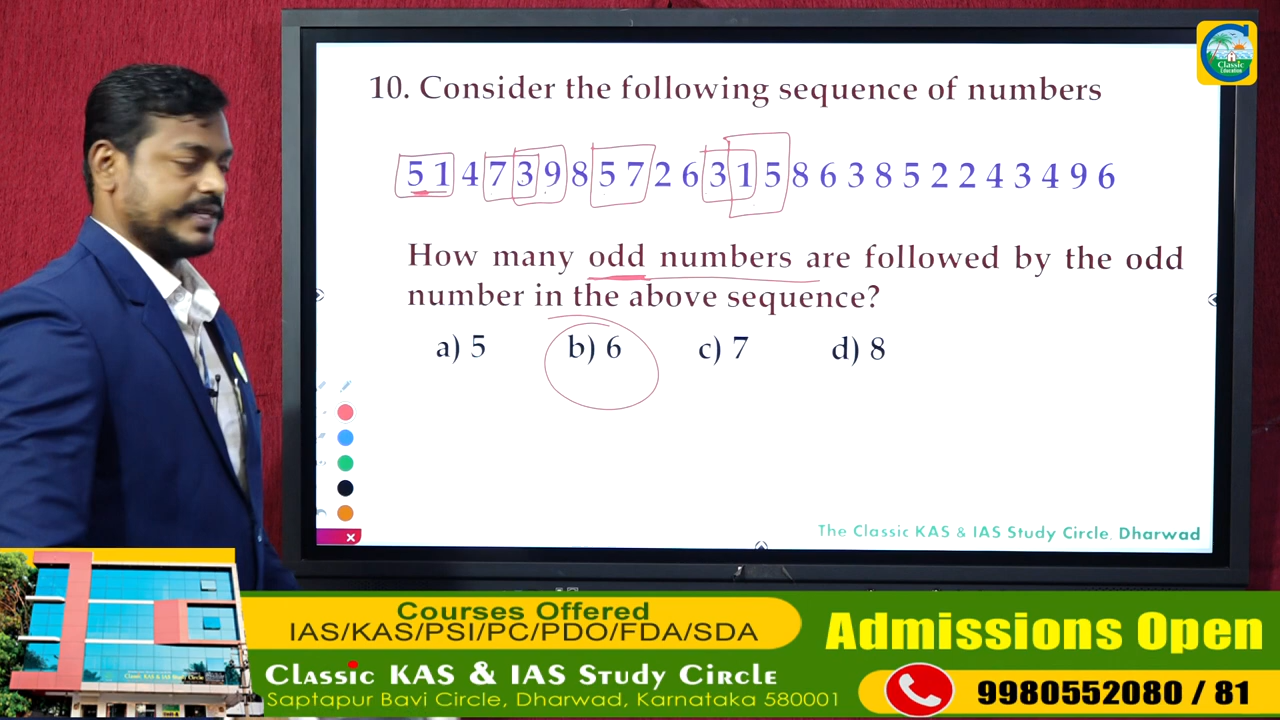 Classic
Education
10. Consider the following sequence of numbers
5 1 4 7 3 9 8 5 7 2 6 3 1 5 8 6 3 8 5 2 2 4 3 4 9 6
How many odd numbers are followed by the odd
number in the above sequence?
a) 5 b) 6 c) 7 d) 8
The Classic KAS & IAS Study Circle, Dharwad
Courses Offered
IAS/KAS/PSI/PC/PDO/FDA/SDA
Classic KAS & IAS Study Circle
Saptapur Bavi Circle, Dharwad, Karnataka 580001
Admissions Open
9980552080 / 81